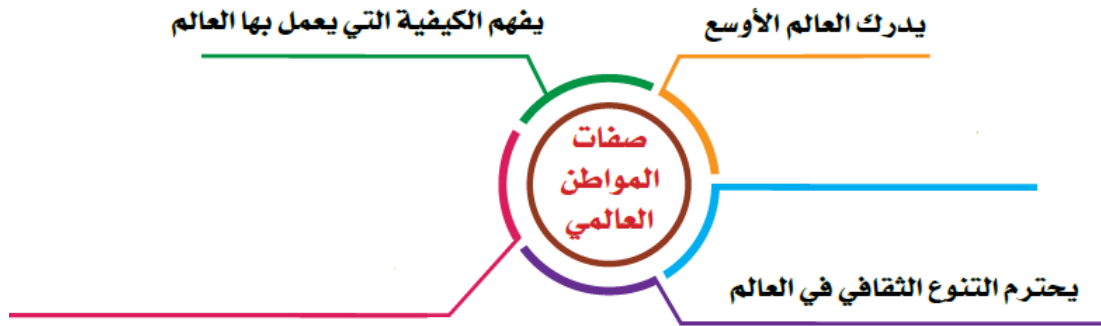 يدرك العالم الأوسع
يفهم الكيفية التي يعمل بها العالم
صفات
المواطن
العالمي
يحترم التنوع الثقافي في العالم